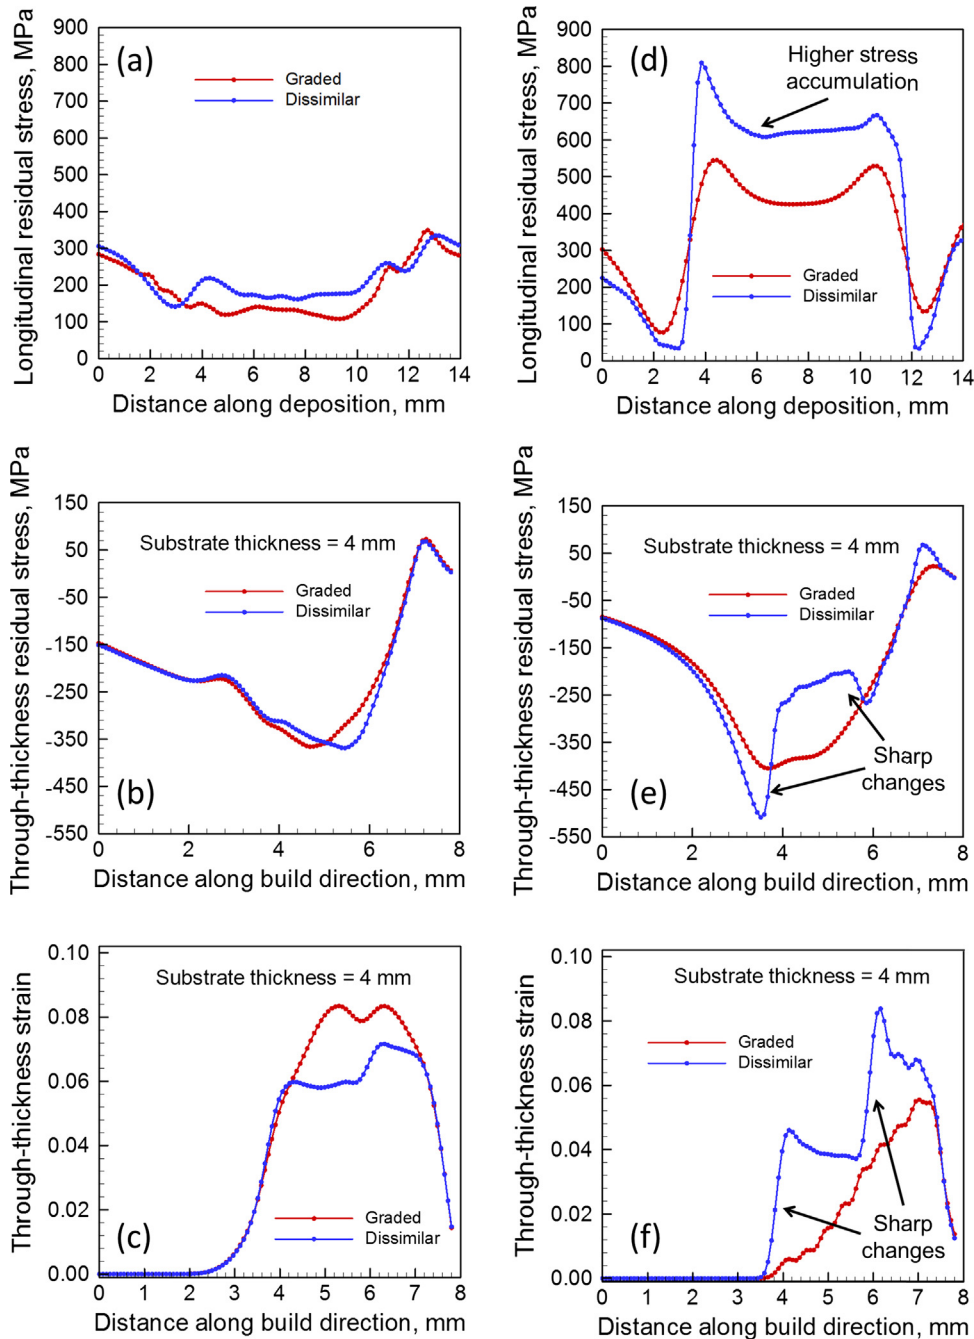 Longitudinal residual stress, MPa
900
800
700
600
500
400
300
200
100
0
(a)
Graded
Dissimilar
0 2 4 6 8 10 12 14
Distance along deposition, mm
Longitudinal residual stress, MPa
900
800
700
600
500
400
300
200
100
0
(d)
Higher stress
accumulation
Graded
Dissimilar
0 2 4 6 8 10 12 14
Distance along deposition, mm
Through-thickness residual stress, MPa
150
50
-50
-150
-250
-350
-450
-550
Substrate thickness = 4 mm
Graded
Dissimilar
(b)
0 2 4 6 8
Distance along build direction, mm
Through-thickness residual stress, MPa
150
50
-50
-150
-250
-350
-450
-550
Substrate thickness = 4 mm
Graded
Dissimilar
Sharp
changes
(e)
0 2 4 6 8
Distance along build direction, mm
Through-thickness strain
0.10
0.08
0.06
0.04
0.02
0.00
Substrate thickness = 4 mm
(c)
Graded
Dissimilar
0 1 2 3 4 5 6 7 8
Distance along build direction, mm
Through-thickness strain
0.10
0.08
0.06
0.04
0.02
0.00
Substrate thickness = 4 mm
Graded
Dissimilar
Sharp
changes
(f)
0 1 2 3 4 5 6 7 8
Distance along build direction, mm